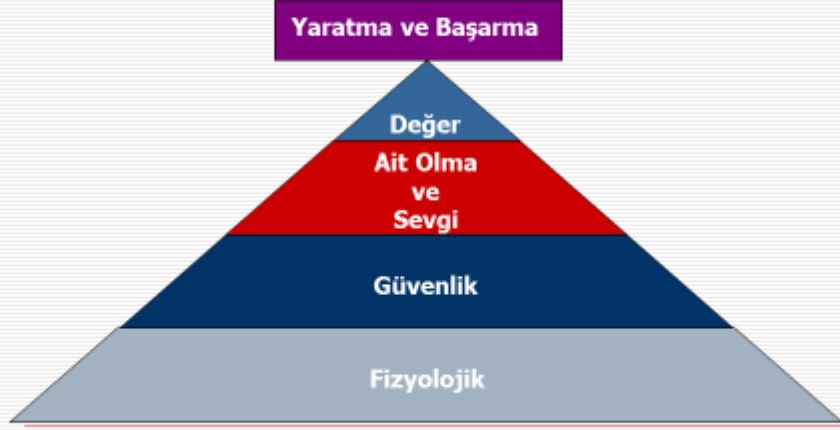 Yaratma ve Başarma
Değer
Ait Olma
ve
Sevgi
Güvenlik
Fizyolojik